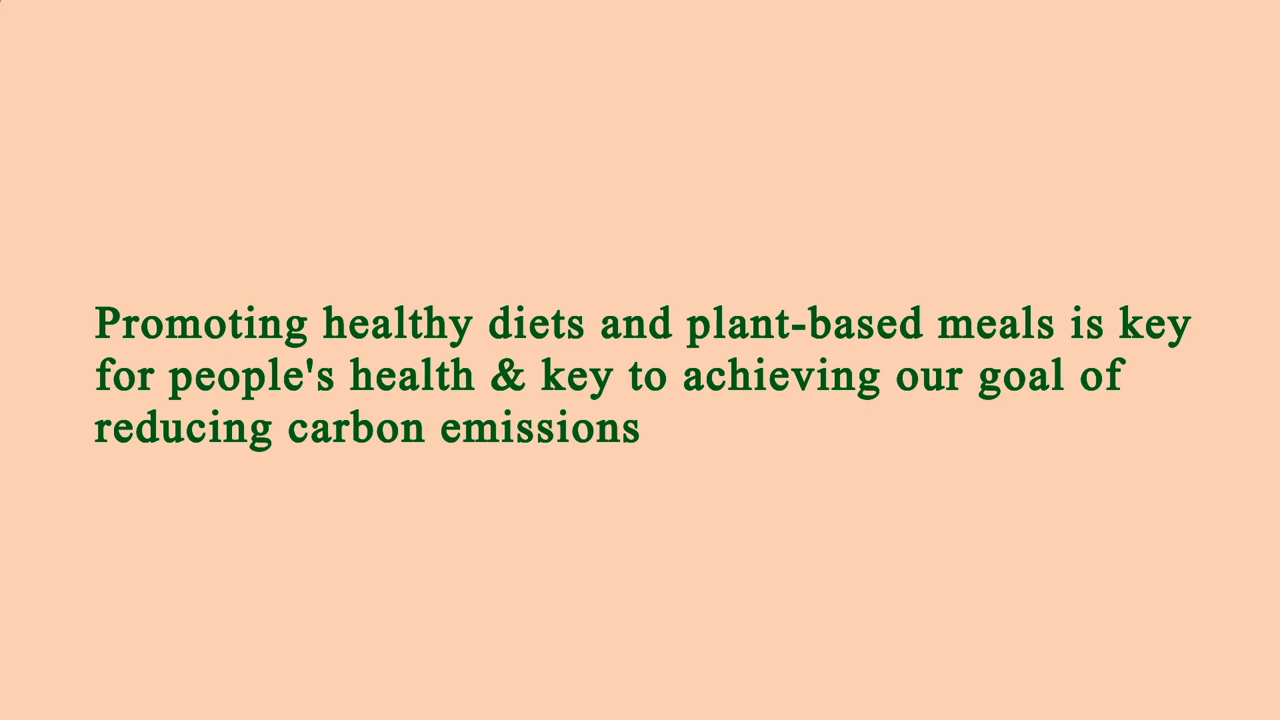 Promoting healthy diets and plant-based meals is key
for people's health & key to achieving our goal of
reducing carbon emissions